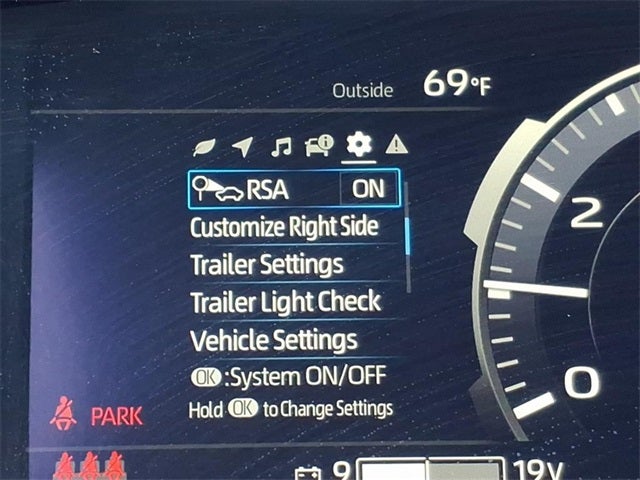 Outside 69°F
RSA ON
Customize Right Side
Trailer Settings
Trailer Light Check
Vehicle Settings
OK :System ON/OFF
Hold OK to Change Settings
PARK
2
0
9 19V